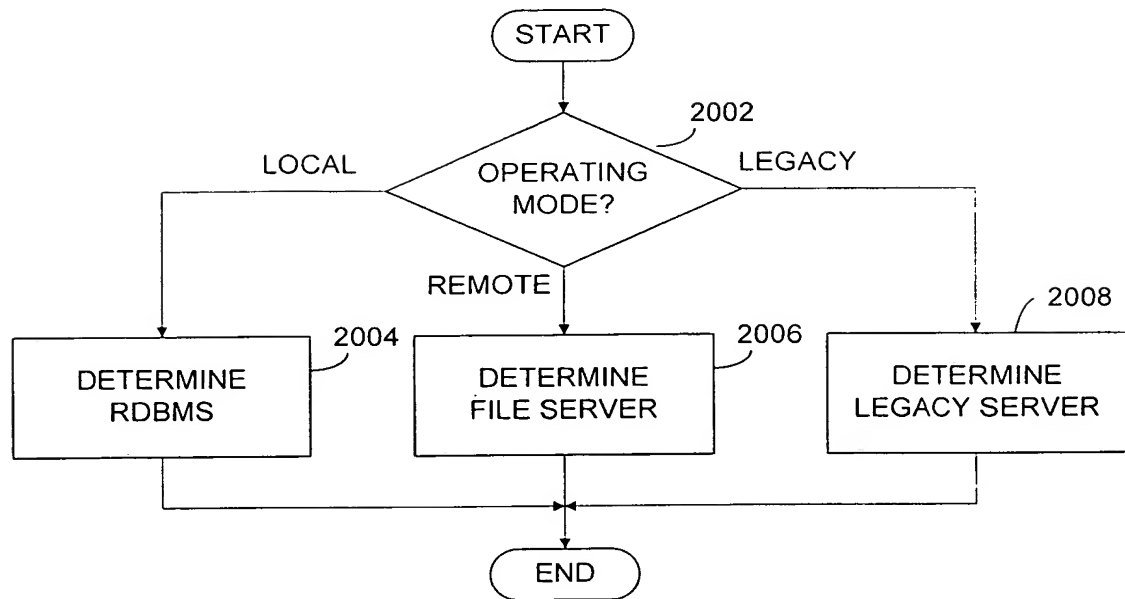 START
2002
LOCAL
OPERATING
MODE?
LEGACY
REMOTE
2004
2006
2008
DETERMINE
RDBMS
DETERMINE
FILE SERVER
DETERMINE
LEGACY SERVER
END